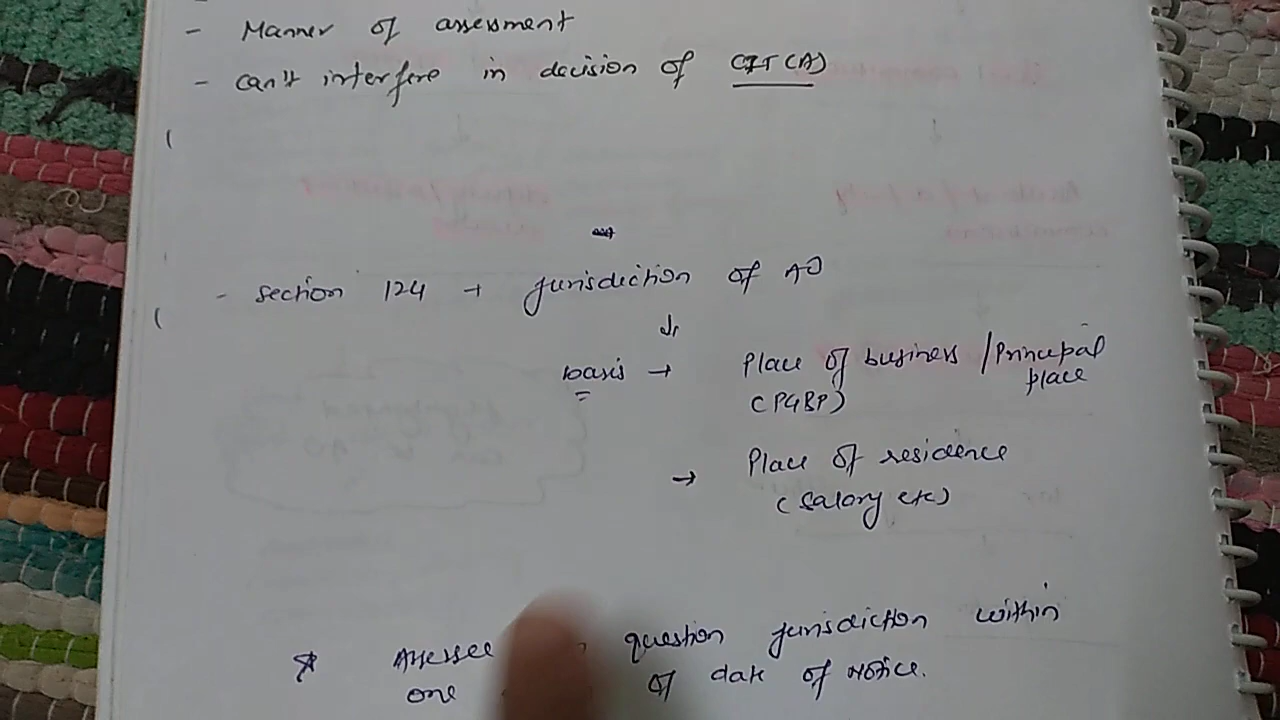 - Manner of assessment
- can't interfere in decision of CIT(A)
- section 124 → jurisdiction of AO
basis → Place of business / Principal place
(PGBP)
→ Place of residence
(salary etc)
* Assessee question jurisdiction within
one of date of notice.